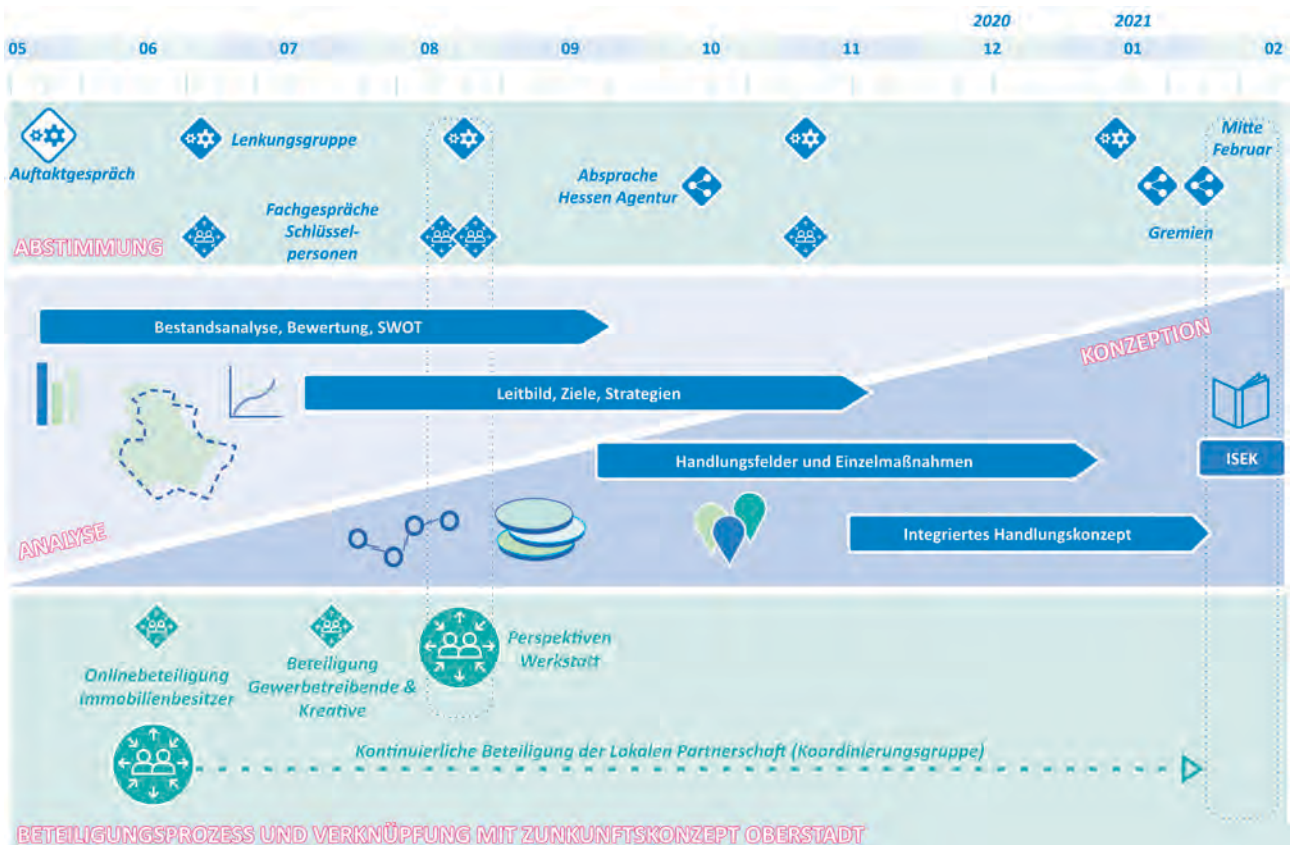 2020 2021
05 06 07 08 09 10 11 12 01 02
Auftaktgespräch
Lenkungsgruppe
Mitte
Februar
Absprache
Hessen Agentur
Fachgespräche
Schlüssel-
personen
Gremien
ABSTIMMUNG
Bestandsanalyse, Bewertung, SWOT
KONZEPTION
Leitbild, Ziele, Strategien
Handlungsfelder und Einzelmaßnahmen
ISEK
Integriertes Handlungskonzept
ANALYSE
Onlinebeteiligung
Immobilienbesitzer
Beteiligung
Gewerbetreibende &
Kreative
Perspektiven
Werkstatt
Kontinuierliche Beteiligung der Lokalen Partnerschaft (Koordinierungsgruppe)
BETEILIGUNGSPROZESS UND VERKNÜPFUNG MIT ZUNKUNFTSKONZEPT OBERSTADT